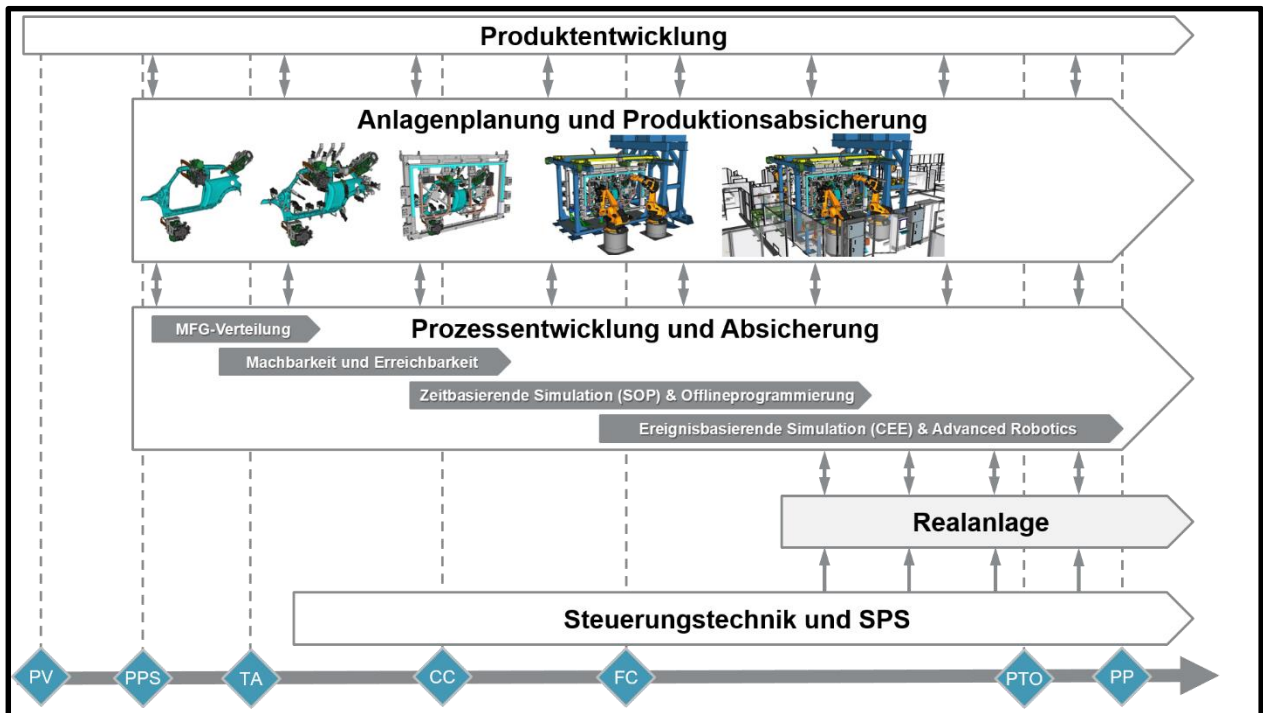 Produktentwicklung
Anlagenplanung und Produktionsabsicherung
Prozessentwicklung und Absicherung
MFG-Verteilung
Machbarkeit und Erreichbarkeit
Zeitbasierende Simulation (SOP) & Offlineprogrammierung
Ereignisbasierende Simulation (CEE) & Advanced Robotics
Realanlage
Steuerungstechnik und SPS
PV
PPS
TA
CC
FC
PTO
PP